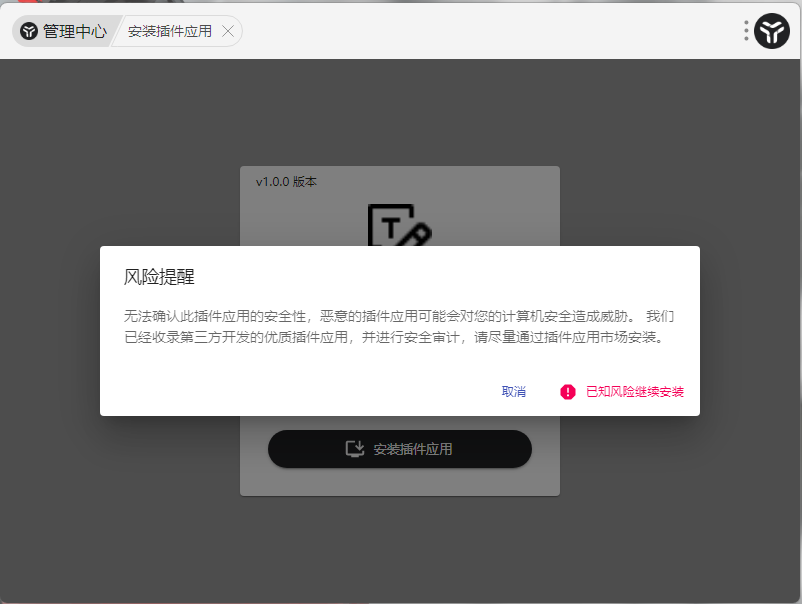 管理中心
安装插件应用
v1.0.0 版本
T
风险提醒
无法确认此插件应用的安全性，恶意的插件应用可能会对您的计算机安全造成威胁。 我们
已经收录第三方开发的优质插件应用，并进行安全审计，请尽量通过插件应用市场安装。
取消
已知风险继续安装
安装插件应用